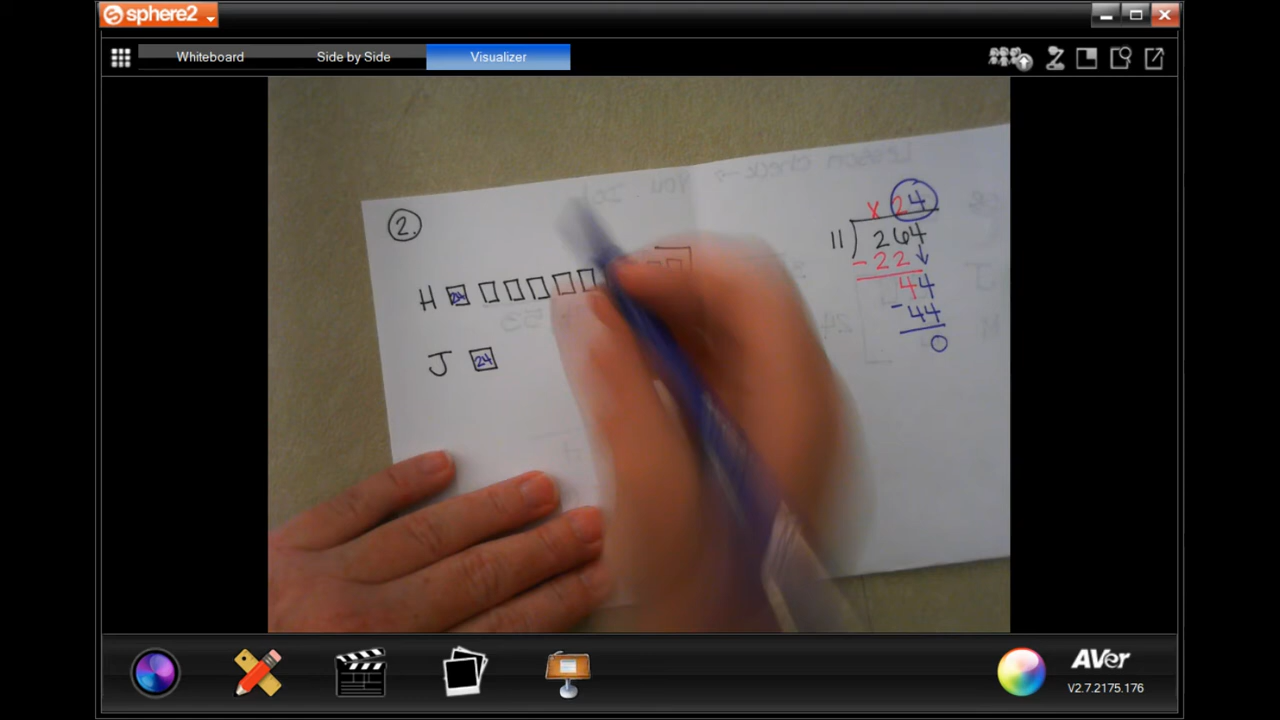 sphere2
Whiteboard Side by Side Visualizer
2.
H 24
J 24
x 24
11 264
-22
44
-44
0
AVer
V2.7.2175.176